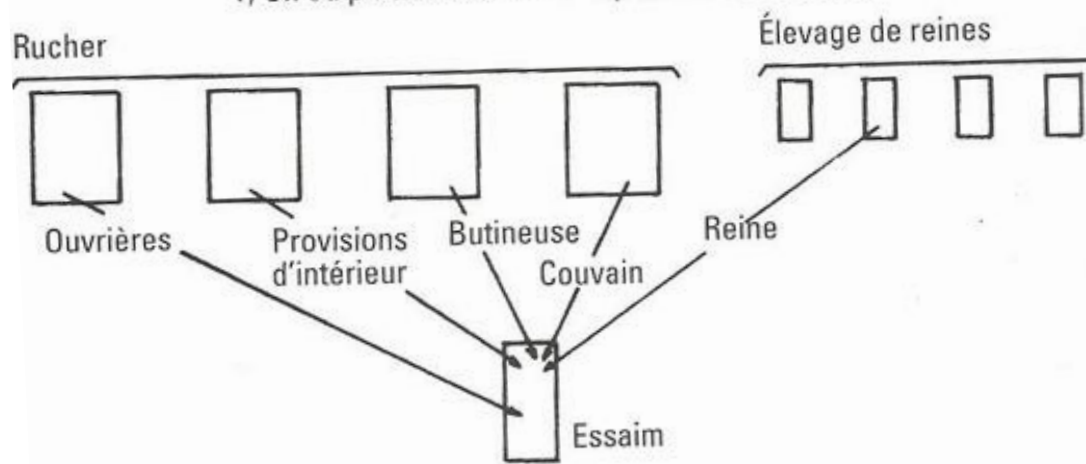 Rucher
Élevage de reines
Ouvrières
Provisions
d'intérieur
Butineuse
Couvain
Reine
Essaim